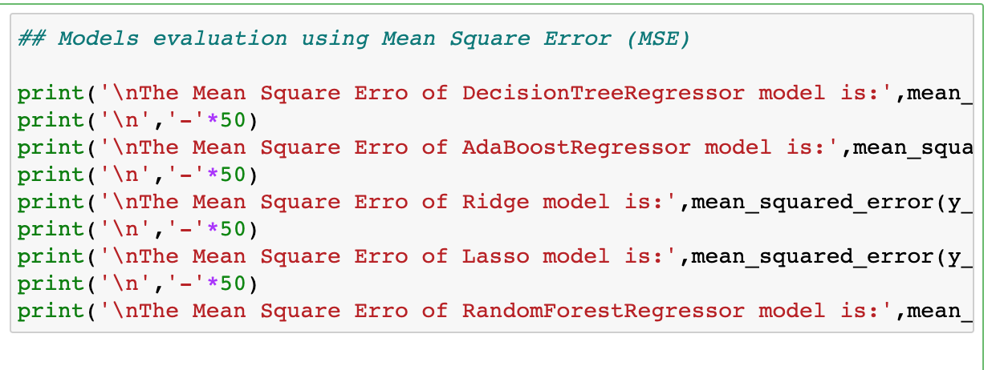 ## Models evaluation using Mean Square Error (MSE)
print('\nThe Mean Square Erro of DecisionTreeRegressor model is:',mean_
print('\n','-'*50)
print('\nThe Mean Square Erro of AdaBoostRegressor model is:',mean_squa
print('\n','-'*50)
print('\nThe Mean Square Erro of Ridge model is:',mean_squared_error(y_
print('\n','-'*50)
print('\nThe Mean Square Erro of Lasso model is:',mean_squared_error(y_
print('\n','-'*50)
print('\nThe Mean Square Erro of RandomForestRegressor model is:',mean_